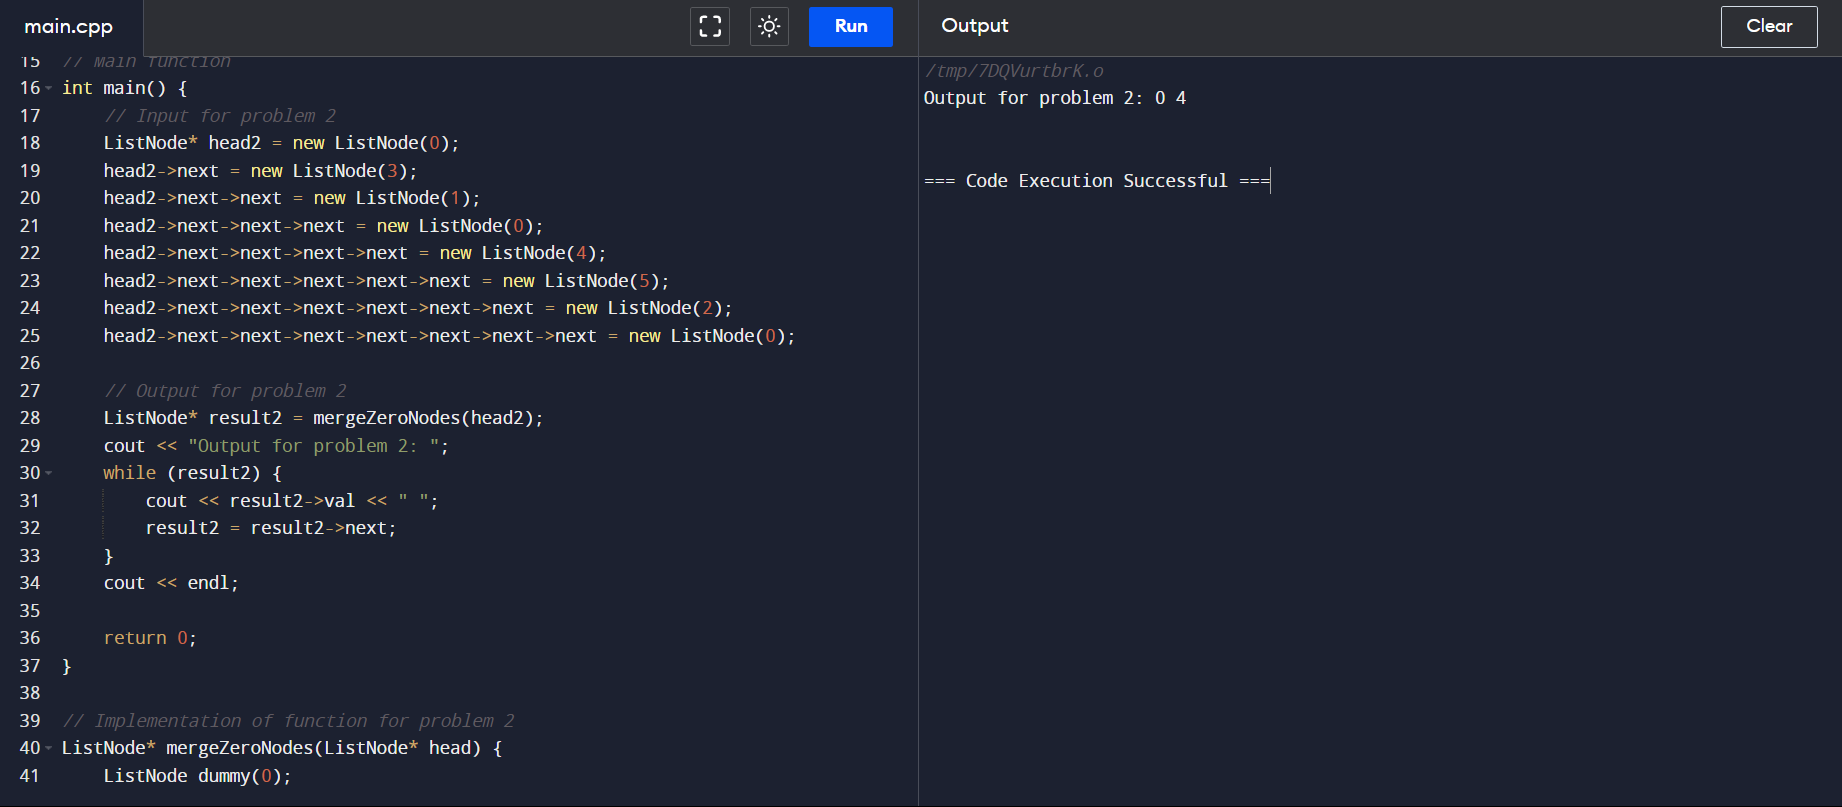 main.cpp
Run
Output
Clear
15 // Main function
16 int main() {
17 // Input for problem 2
18 ListNode* head2 = new ListNode(0);
19 head2->next = new ListNode(3);
20 head2->next->next = new ListNode(1);
21 head2->next->next->next = new ListNode(0);
22 head2->next->next->next->next = new ListNode(4);
23 head2->next->next->next->next->next = new ListNode(5);
24 head2->next->next->next->next->next->next = new ListNode(2);
25 head2->next->next->next->next->next->next->next = new ListNode(0);
26
27 // Output for problem 2
28 ListNode* result2 = mergeZeroNodes(head2);
29 cout << "Output for problem 2: ";
30 while (result2) {
31 cout << result2->val << " ";
32 result2 = result2->next;
33 }
34 cout << endl;
35
36 return 0;
37 }
38
39 // Implementation of function for problem 2
40 ListNode* mergeZeroNodes(ListNode* head) {
41 ListNode dummy(0);
/tmp/7DQVurtbrK.o
Output for problem 2: 0 4
=== Code Execution Successful ===